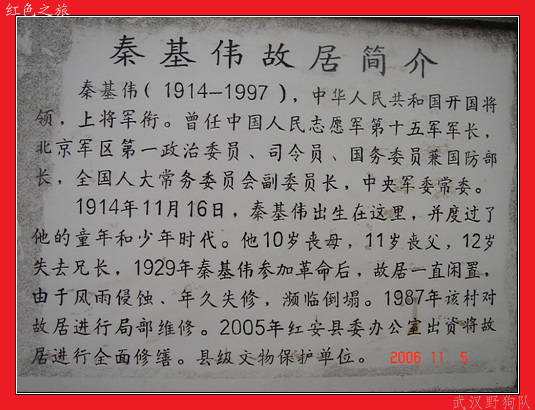 红色之旅
秦基伟故居简介
秦基伟(1914—1997),中华人民共和国开国将
领,上将军衔。曾任中国人民志愿军第十五军军长,
北京军区第一政治委员、司令员、国务委员兼国防部
长,全国人大常务委员会副委员长,中央军委常委。
1914年11月16日,秦基伟出生在这里,并度过了
他的童年和少年时代。他10岁丧母,11岁丧父,12岁
失去兄长,1929年秦基伟参加革命后,故居一直闲置,
由于风雨侵蚀、年久失修,濒临倒塌。1987年该村对
故居进行局部维修。2005年红安县委办公室出资将故
居进行全面修缮。县级文物保护单位。
2006 11 5
武汉野狗队